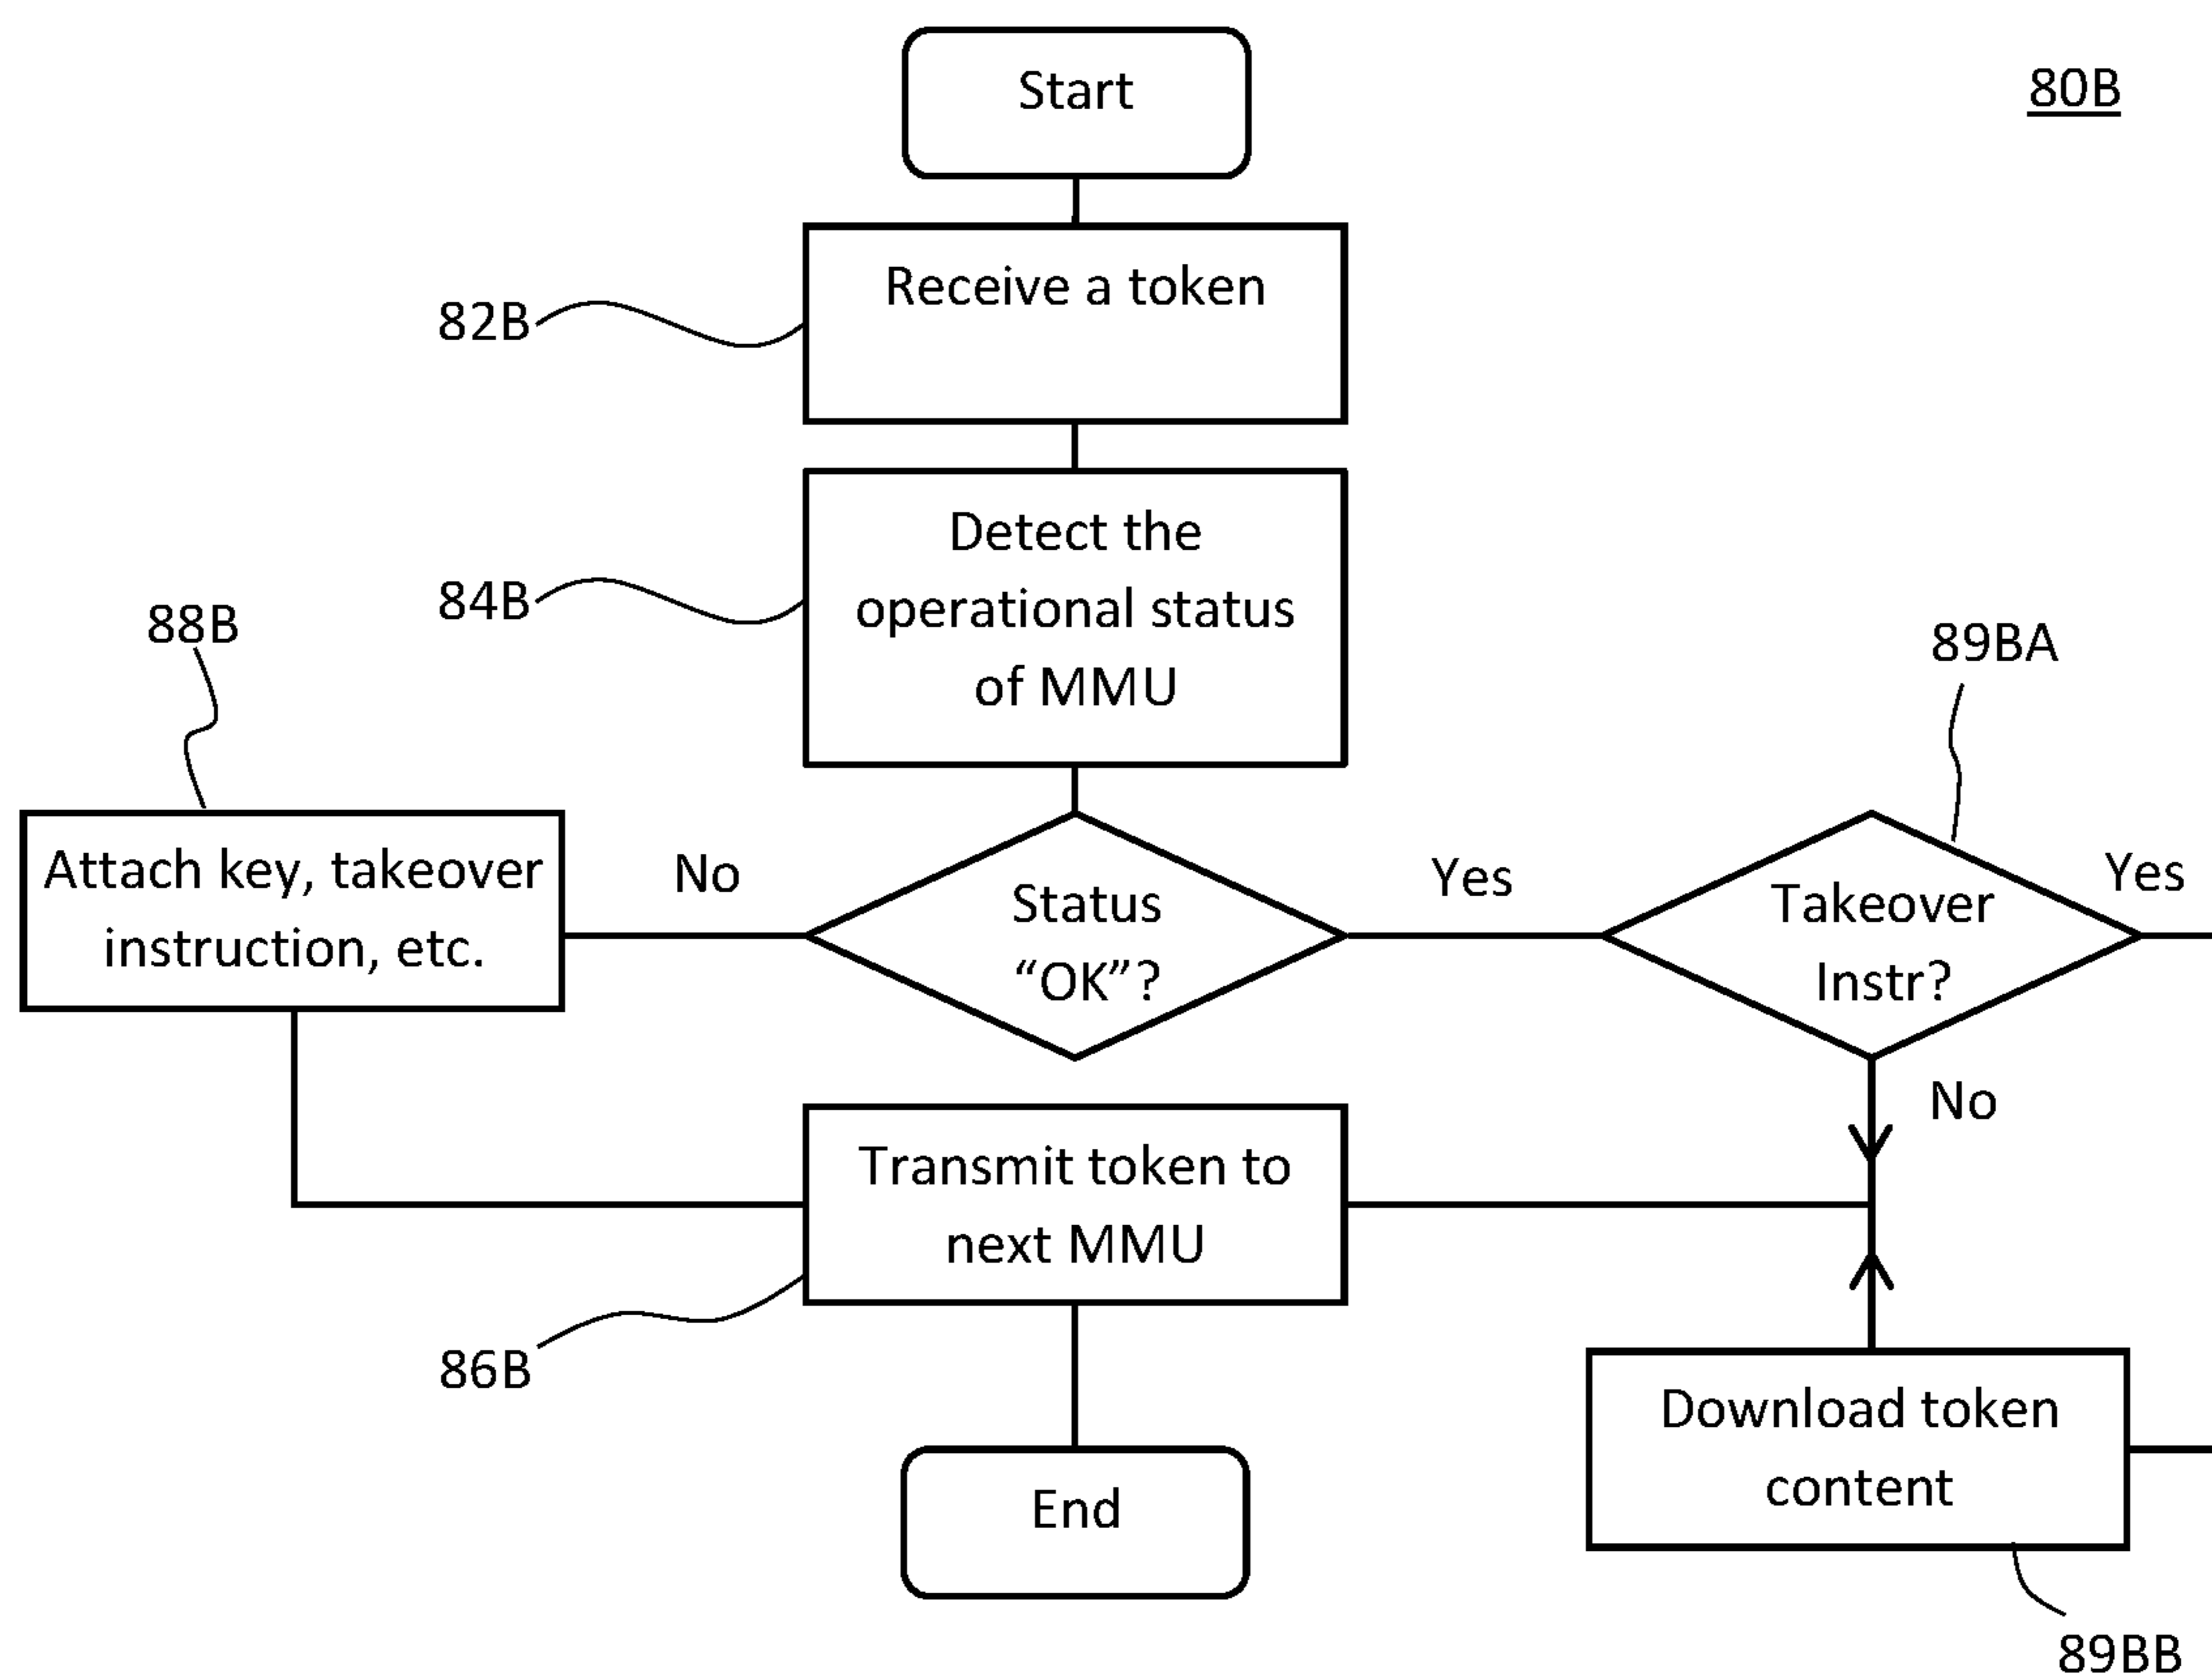 Start
80B
Receive a token
82B
Detect the
operational status
of MMU
84B
88B
89BA
Attach key, takeover
instruction, etc.
No
Status
“OK”?
Yes
Takeover
Instr?
Yes
No
Transmit token to
next MMU
86B
Download token
content
End
89BB